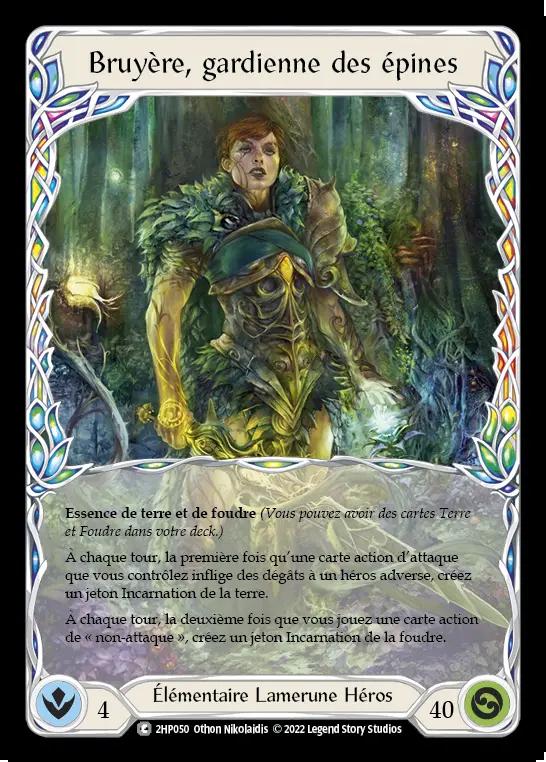 Bruyère, gardienne des épines
Essence de terre et de foudre (Vous pouvez avoir des cartes Terre
et Foudre dans votre deck.)
À chaque tour, la première fois qu'une carte action d'attaque
que vous contrôlez inflige des dégâts à un héros adverse, créez
un jeton Incarnation de la terre.
À chaque tour, la deuxième fois que vous jouez une carte action
de « non-attaque », créez un jeton Incarnation de la foudre.
4
Élémentaire Lamerune Héros
40
C 2HP050 Othon Nikolaidis © 2022 Legend Story Studios